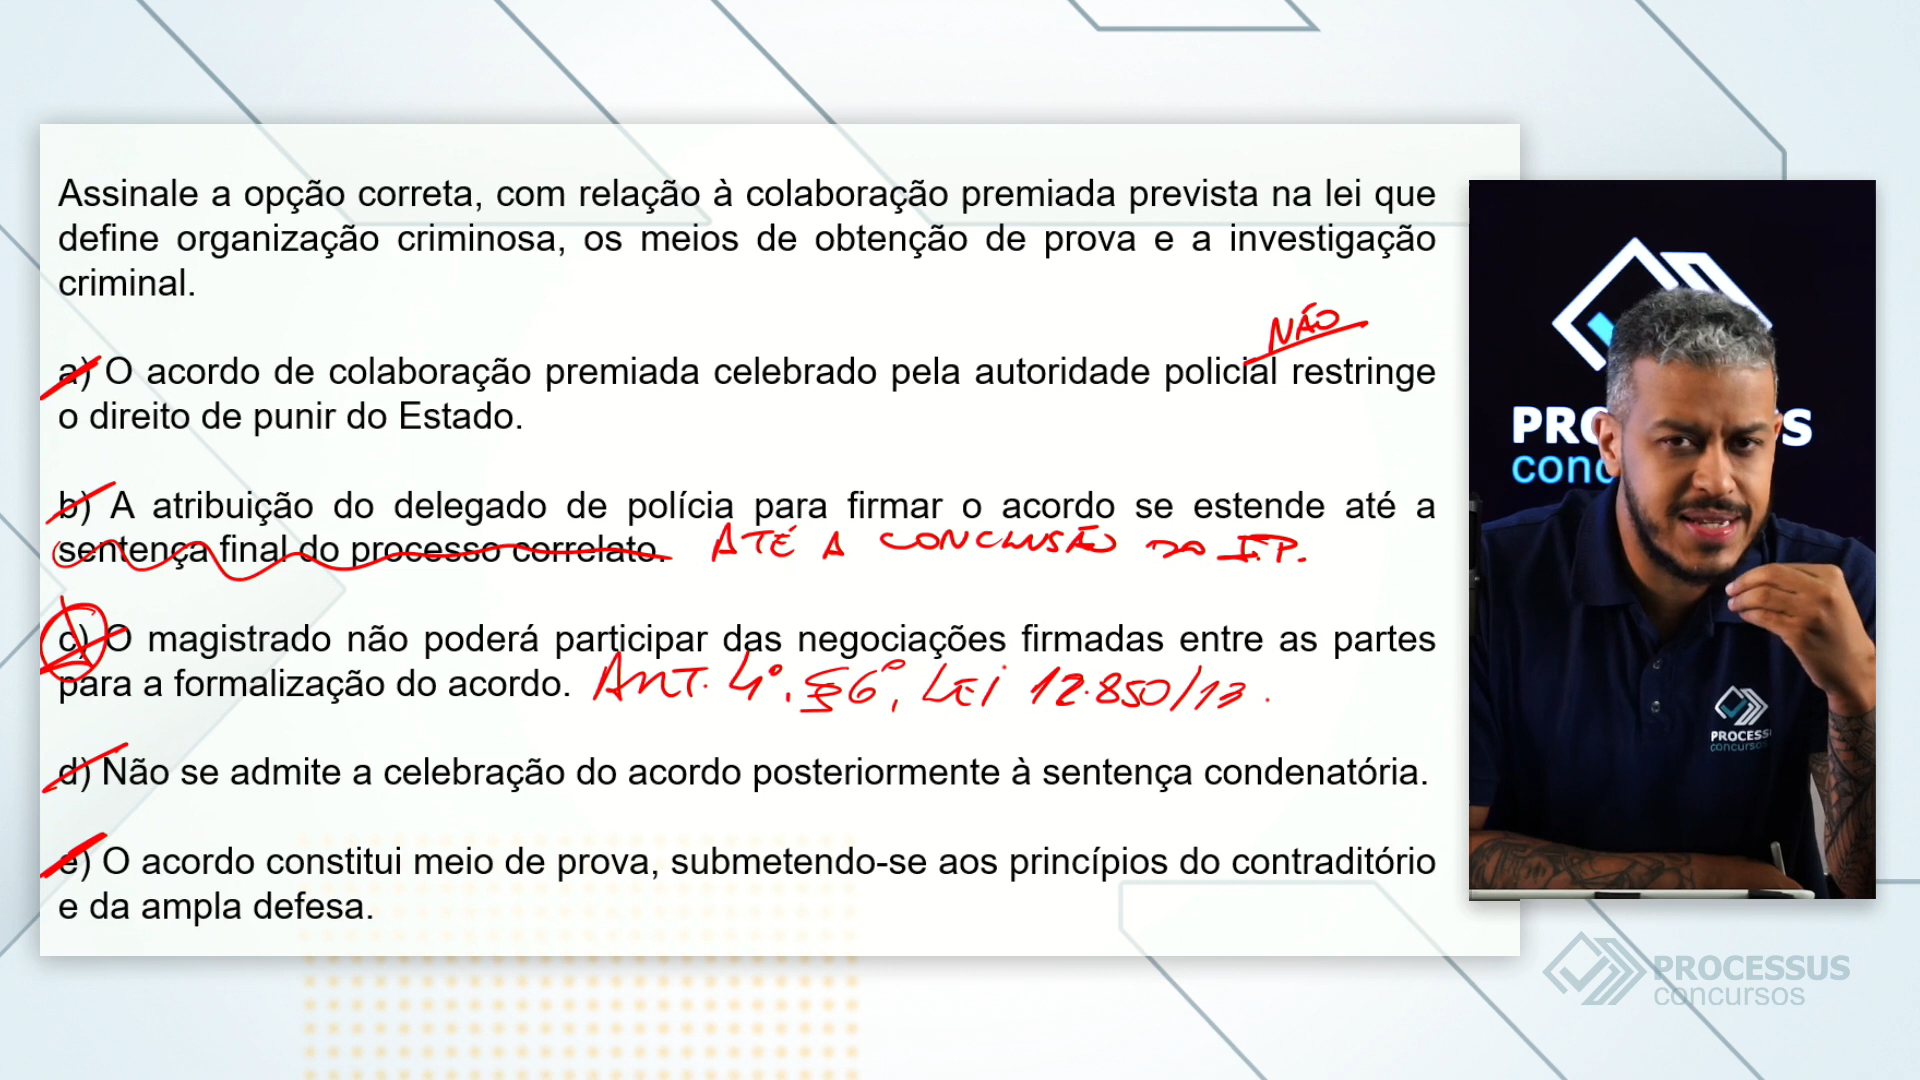 Assinale a opção correta, com relação à colaboração premiada prevista na lei que
define organização criminosa, os meios de obtenção de prova e a investigação
criminal.
NÃO
a) O acordo de colaboração premiada celebrado pela autoridade policial restringe
o direito de punir do Estado.
b) A atribuição do delegado de polícia para firmar o acordo se estende até a
sentença final do processo correlato. ATÉ A CONCLUSÃO DO I.P.
c) O magistrado não poderá participar das negociações firmadas entre as partes
para a formalização do acordo. ART. 4º, §6º, LEI 12.850/13.
d) Não se admite a celebração do acordo posteriormente à sentença condenatória.
e) O acordo constitui meio de prova, submetendo-se aos princípios do contraditório
e da ampla defesa.
PROCESSUS
concursos